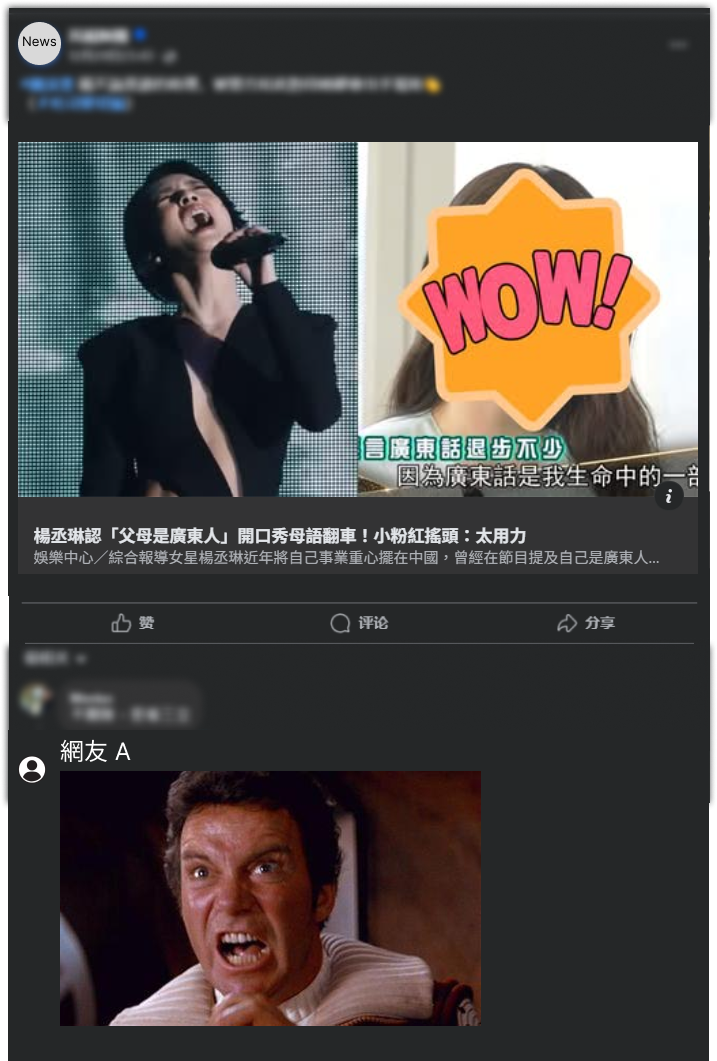 News
WOW!
言廣東話退步不少
因為廣東話是我生命中的一部
i
楊丞琳認「父母是廣東人」開口秀母語翻車！小粉紅搖頭：太用力
娛樂中心／綜合報導女星楊丞琳近年將自己事業重心擺在中國，曾經在節目提及自己是廣東人...
赞
评论
分享
網友 A